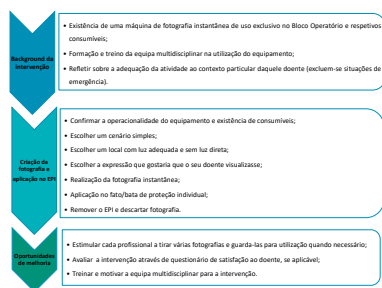 Background da
intervenção
• Existência de uma máquina de fotografia instantânea de uso exclusivo no Bloco Operatório e respetivos
consumíveis;
• Formação e treino da equipa multidisciplinar na utilização do equipamento;
• Refletir sobre a adequação da atividade ao contexto particular daquele doente (excluem-se situações de
emergência).
Criação da
fotografia e
aplicação no EPI
• Confirmar a operacionalidade do equipamento e existência de consumíveis;
• Escolher um cenário simples;
• Escolher um local com luz adequada e sem luz direta;
• Escolher a expressão que gostaria que o seu doente visualizasse;
• Realização da fotografia instantânea;
• Aplicação no fato/bata de proteção individual;
• Remover o EPI e descartar fotografia.
Oportunidades
de melhoria
• Estimular cada profissional a tirar várias fotografias e guarda-las para utilização quando necessário;
• Avaliar a intervenção através de questionário de satisfação ao doente, se aplicável;
• Treinar e motivar a equipa multidisciplinar para a intervenção.